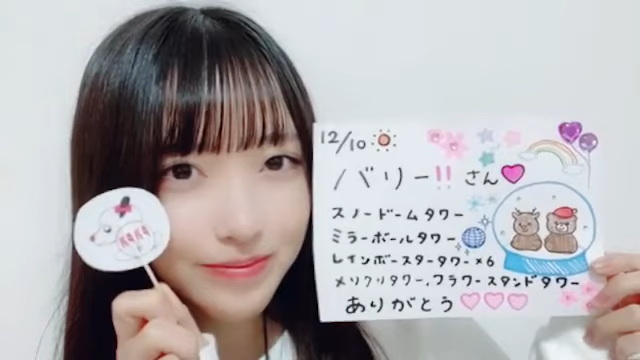 12/10
バリー!! さん
スノードームタワー
ミラーボールタワー
レインボースタータワー×6
メリクリタワー、フラワースタンドタワー
ありがとう